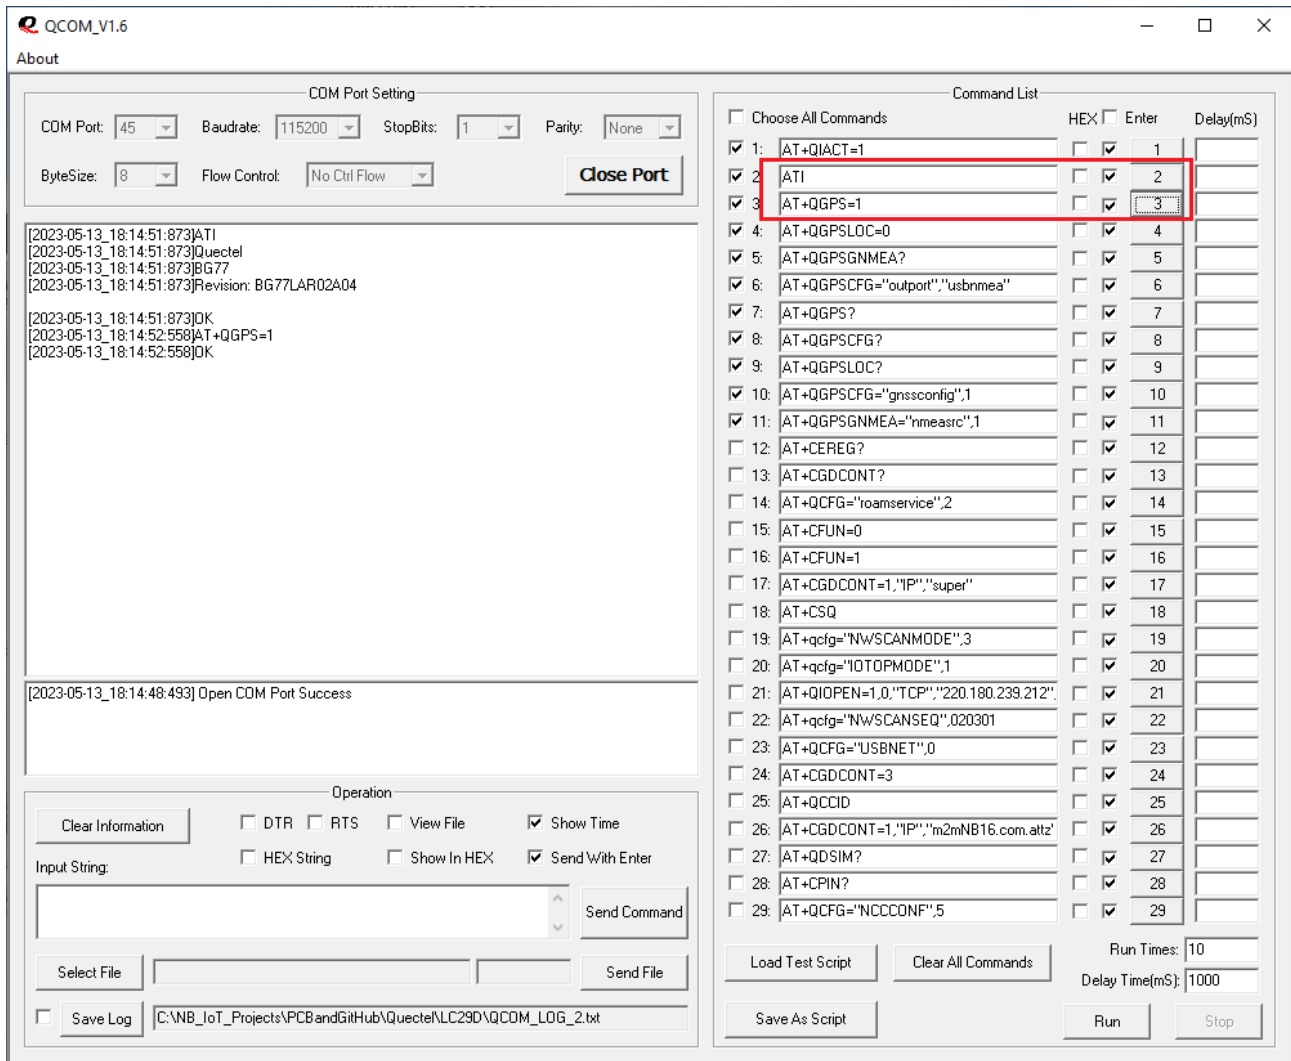 QCOM_V1.6
About
COM Port Setting
COM Port: 45 Baudrate: 115200 StopBits: 1 Parity: None
ByteSize: 8 Flow Control: No Ctrl Flow Close Port
[2023-05-13_18:14:51:873]ATI
[2023-05-13_18:14:51:873]Quectel
[2023-05-13_18:14:51:873]BG77
[2023-05-13_18:14:51:873]Revision: BG77LAR02A04
[2023-05-13_18:14:51:873]OK
[2023-05-13_18:14:52:558]AT+QGPS=1
[2023-05-13_18:14:52:558]OK
[2023-05-13_18:14:48:493] Open COM Port Success
Operation
Clear Information DTR RTS View File Show Time
HEX String Show In HEX Send With Enter
Input String:
Send Command
Select File Send File
Save Log C:\NB_IoT_Projects\PCBandGitHub\Quectel\LC29D\QCOM_LOG_2.txt
Command List
Choose All Commands HEX Enter Delay(mS)
1: AT+QIACT=1 1
2 ATI 2
3 AT+QGPS=1 3
4: AT+QGPSLOC=0 4
5: AT+QGPSGNMEA? 5
6: AT+QGPSCFG="outport","usbnmea" 6
7: AT+QGPS? 7
8: AT+QGPSCFG? 8
9: AT+QGPSLOC? 9
10: AT+QGPSCFG="gnssconfig",1 10
11: AT+QGPSGNMEA="nmeasrc",1 11
12: AT+CEREG? 12
13: AT+CGDCONT? 13
14: AT+QCFG="roamservice",2 14
15: AT+CFUN=0 15
16: AT+CFUN=1 16
17: AT+CGDCONT=1,"IP","super" 17
18: AT+CSQ 18
19: AT+qcfg="NWSCANMODE",3 19
20: AT+qcfg="IOTOPMODE",1 20
21: AT+QIOPEN=1,0,"TCP","220.180.239.212", 21
22: AT+qcfg="NWSCANSEQ",020301 22
23: AT+QCFG="USBNET",0 23
24: AT+CGDCONT=3 24
25: AT+QCCID 25
26: AT+CGDCONT=1,"IP","m2mNB16.com.attz" 26
27: AT+QDSIM? 27
28: AT+CPIN? 28
29: AT+QCFG="NCCCONF",5 29
Load Test Script Clear All Commands Run Times: 10
Delay Time(mS): 1000
Save As Script Run Stop